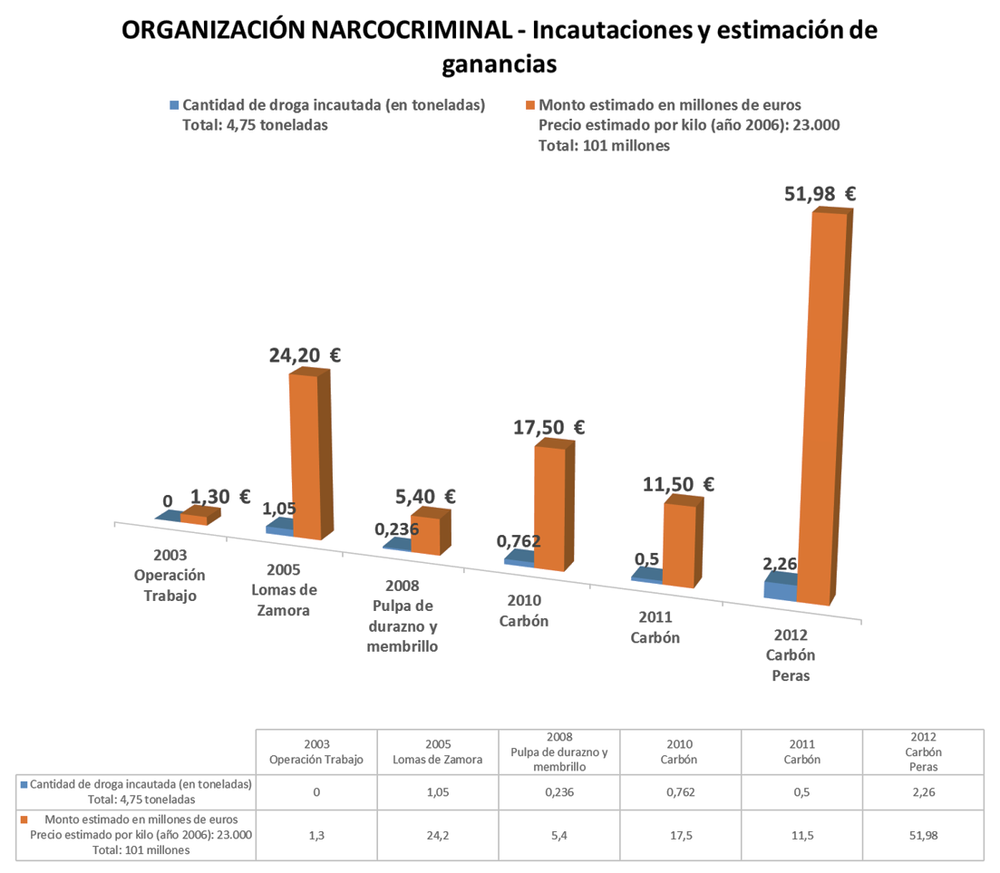 ORGANIZACIÓN NARCOCRIMINAL - Incautaciones y estimación de
ganancias
Cantidad de droga incautada (en toneladas)
Total: 4,75 toneladas
Monto estimado en millones de euros
Precio estimado por kilo (año 2006): 23.000
Total: 101 millones
0
1,30 €
1,05
24,20 €
0,236
5,40 €
0,762
17,50 €
0,5
11,50 €
2,26
51,98 €
2003
Operación
Trabajo
2005
Lomas de
Zamora
2008
Pulpa de
durazno y
membrillo
2010
Carbón
2011
Carbón
2012
Carbón
Peras
2003
Operación Trabajo
2005
Lomas de Zamora
2008
Pulpa de durazno y
membrillo
2010
Carbón
2011
Carbón
2012
Carbón
Peras
Cantidad de droga incautada (en toneladas)
Total: 4,75 toneladas
0
1,05
0,236
0,762
0,5
2,26
Monto estimado en millones de euros
Precio estimado por kilo (año 2006): 23.000
Total: 101 millones
1,3
24,2
5,4
17,5
11,5
51,98